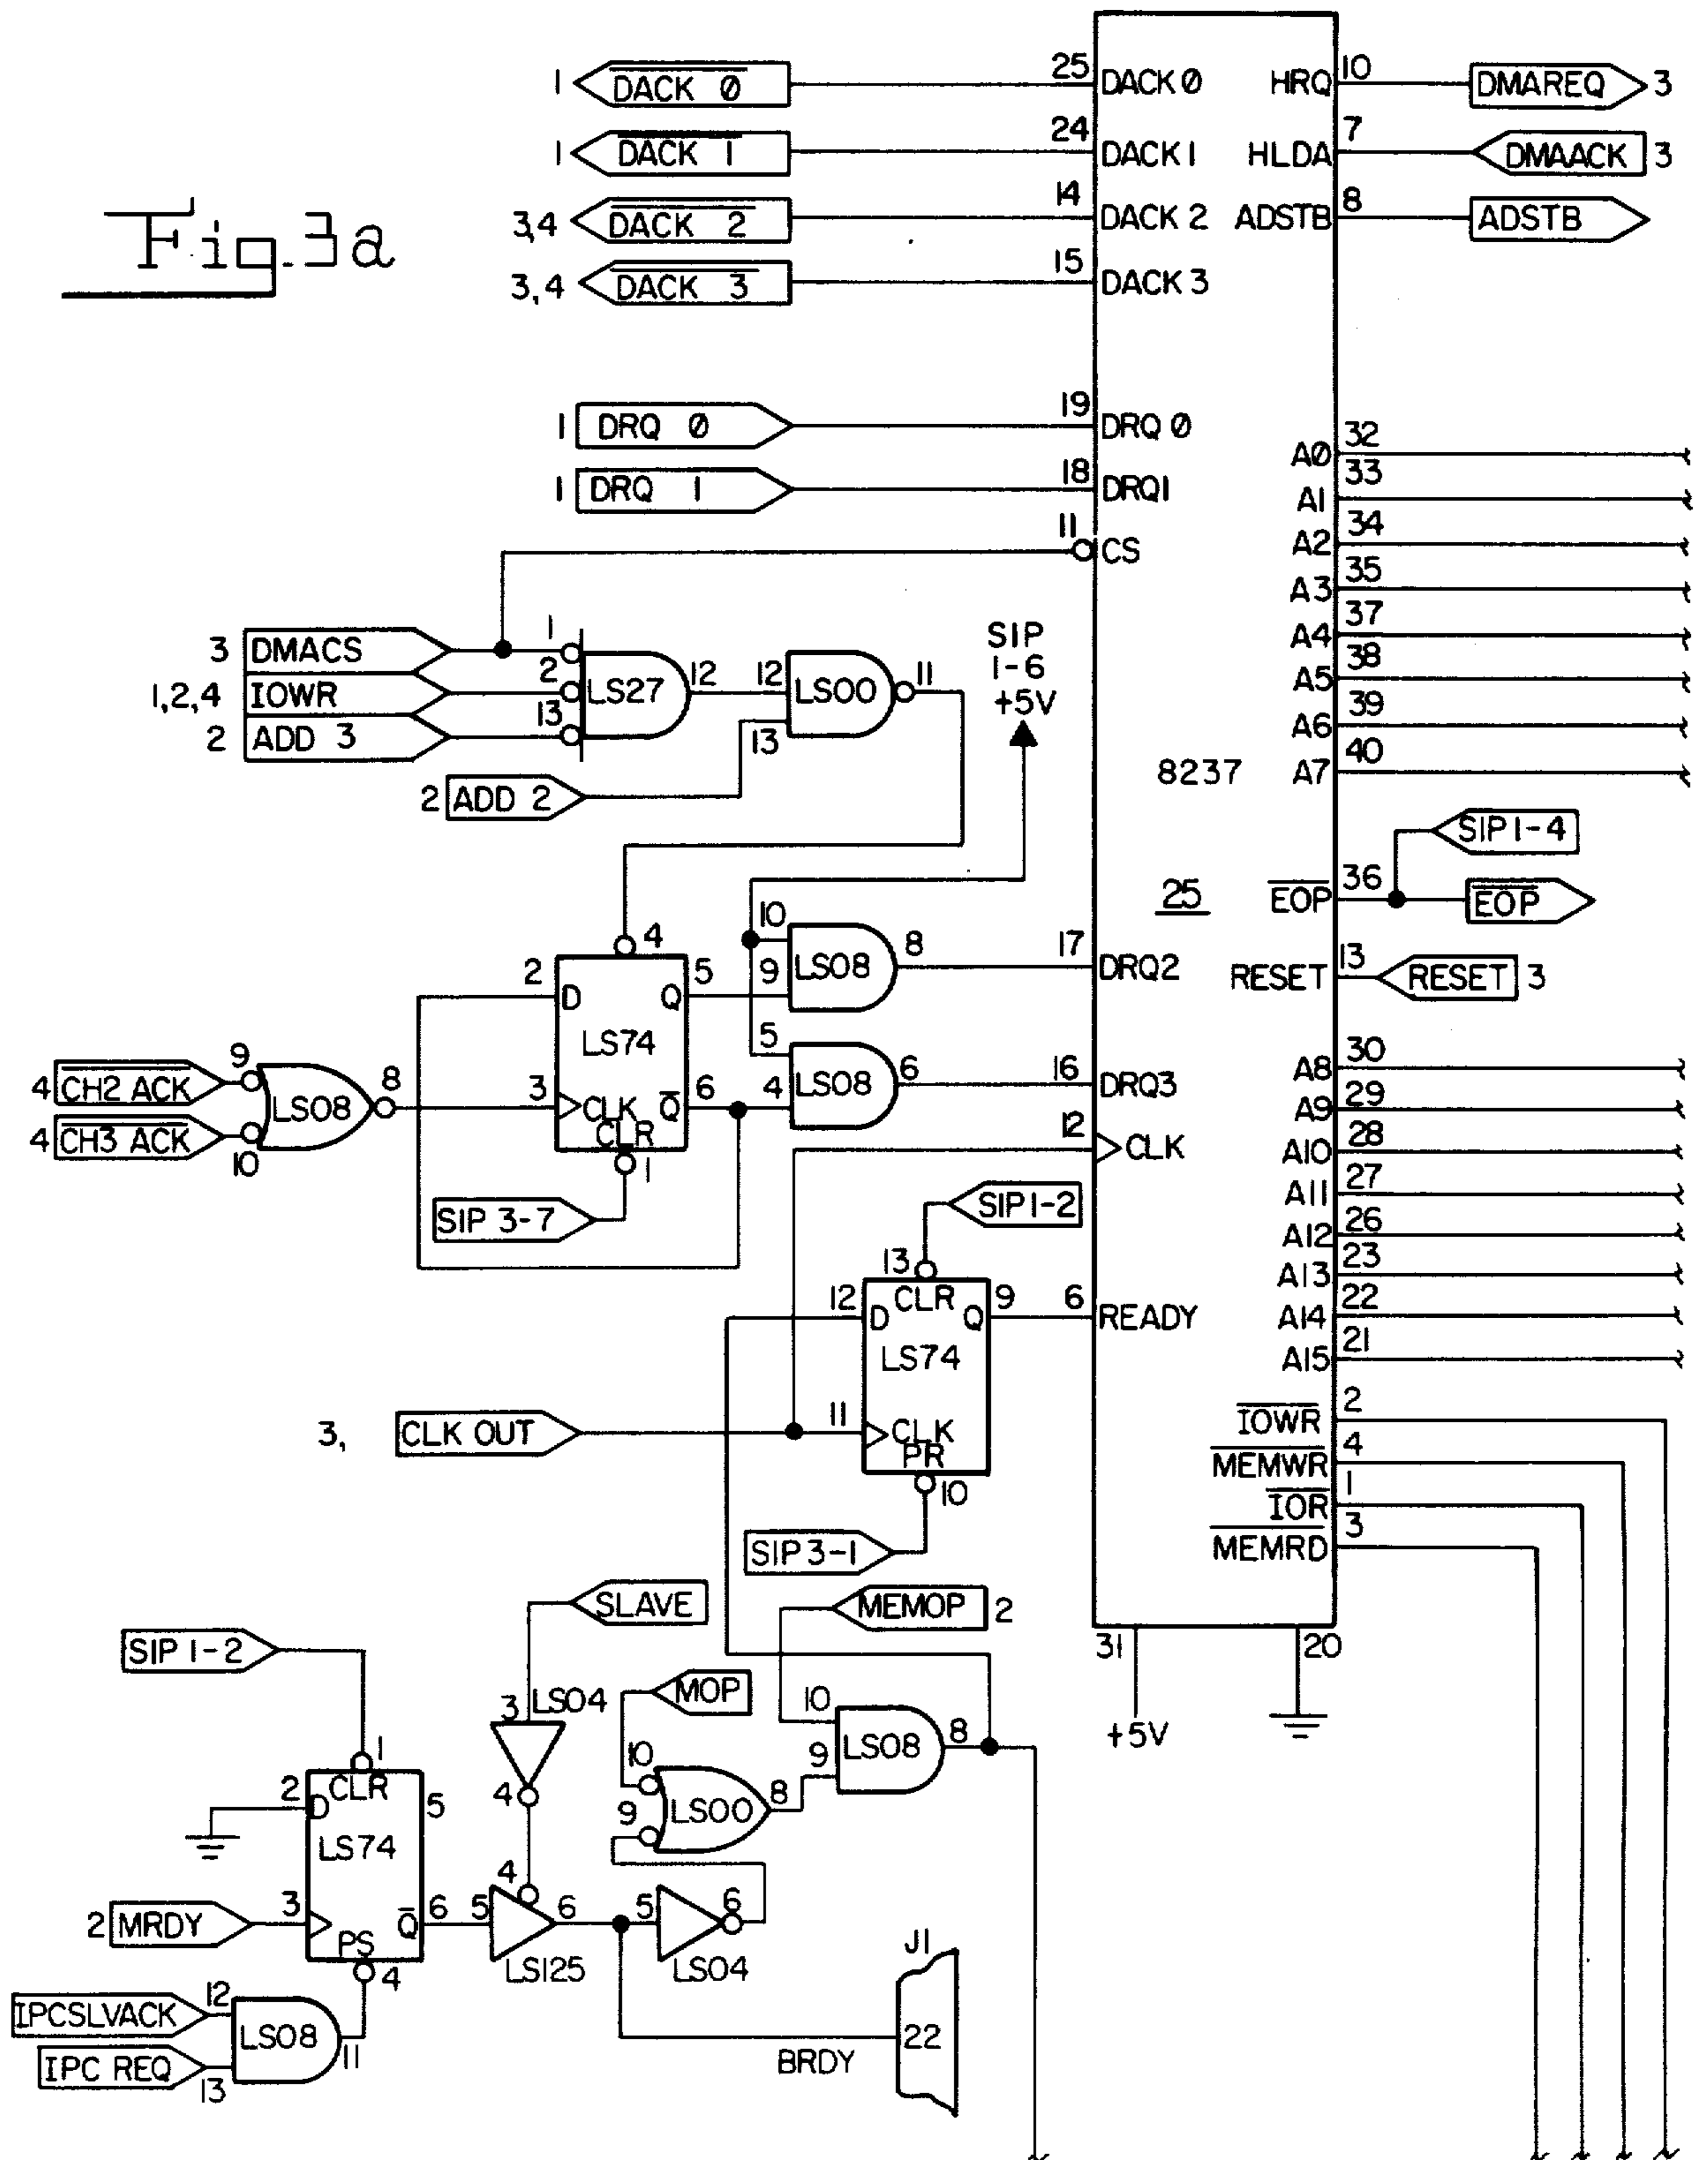 Fig. 3a
1 DACK 0 25 DACK 0 HRQ 10 DMAREQ 3
1 DACK 1 24 DACK 1 HLDA 7 DMAACK 3
3,4 DACK 2 14 DACK 2 ADSTB 8 ADSTB
3,4 DACK 3 15 DACK 3
1 DRQ 0 19 DRQ 0
A0 32
1 DRQ 1 18 DRQ1
A1 33
11 CS
A2 34
A3 35
A4 37
A5 38
A6 39
A7 40
3 DMACS 1
1,2,4 IOWR 2 LS27 12 12 LS00 11
2 ADD 3 13 13
2 ADD 2
SIP
1-6
+5V
8237
SIP 1-4
25
EOP 36 EOP
RESET 13 RESET 3
4
2 D Q 5
LS74
3 CLK Q 6
CLR
1
10
9 LS08 8 17 DRQ2
5
4 LS08 6 16 DRQ3
4 CH2 ACK 9
LS08 8
4 CH3 ACK 10
SIP 3-7
12 CLK
A8 30
A9 29
A10 28
A11 27
A12 26
A13 23
A14 22
A15 21
SIP 1-2
13
CLR
12 D Q 9 6 READY
LS74
3, CLK OUT 11 CLK
PR
10
SIP 3-1
IOWR 2
MEMWR 4
IOR 1
MEMRD 3
SLAVE
MEMOP 2
31 20
+5V
SIP 1-2
3 LS04
4
MOP
10
9 LS08 8
10
9 LS00 8
1
CLR
2 D 5
LS74
2 MRDY 3 Q 6
PS
4
4
5 6
LS125
5 6
LS04
J1
22
BRDY
IPCSLVACK 12
LS08 11
IPC REQ 13